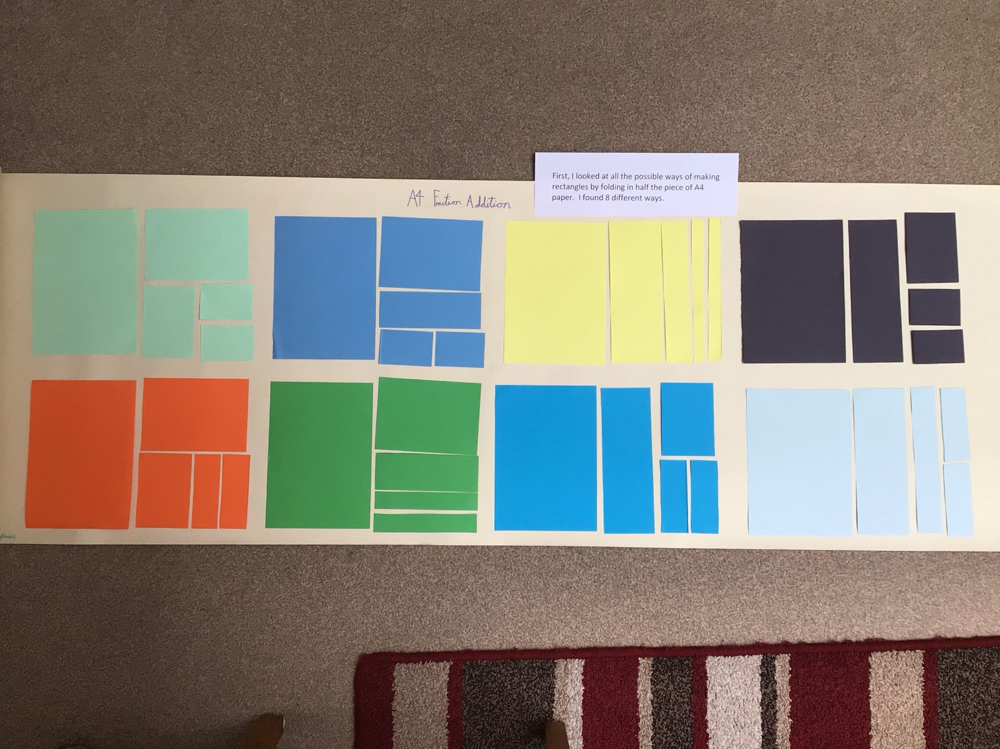 First, I looked at all the possible ways of making
rectangles by folding in half the piece of A4
paper.  I found 8 different ways.
A4 Fraction Addition